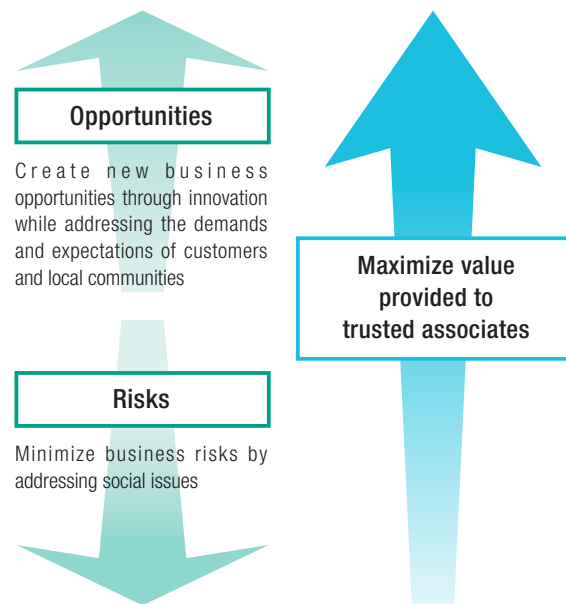 Opportunities
Create new business
opportunities through innovation
while addressing the demands
and expectations of customers
and local communities
Risks
Minimize business risks by
addressing social issues
Maximize value
provided to
trusted associates